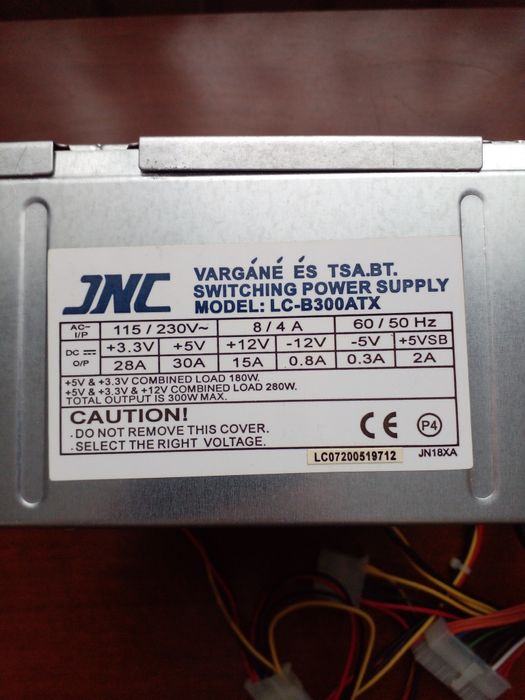 JNC
VARGÁNÉ ÉS TSA.BT.
SWITCHING POWER SUPPLY
MODEL: LC-B300ATX
AC~ I/P 115 / 230V~ 8 / 4 A 60 / 50 Hz
DC ⎓ +3.3V +5V +12V -12V -5V +5VSB
O/P 28A 30A 15A 0.8A 0.3A 2A
+5V & +3.3V COMBINED LOAD 180W.
+5V & +3.3V & +12V COMBINED LOAD 280W.
TOTAL OUTPUT IS 300W MAX.
CAUTION!
.DO NOT REMOVE THIS COVER.
.SELECT THE RIGHT VOLTAGE.
CE P4
LC07200519712 JN18XA